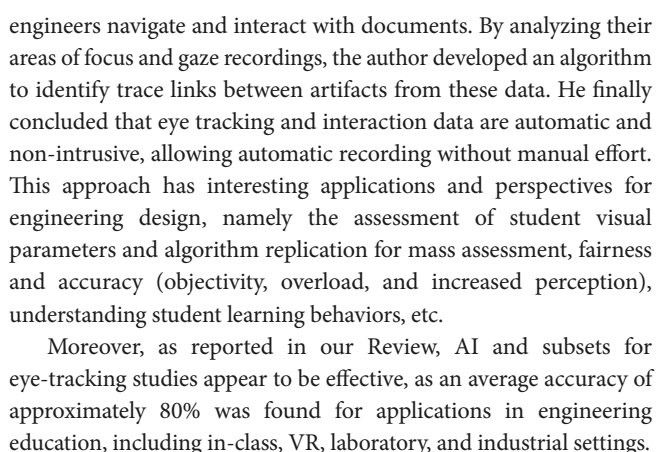 engineers navigate and interact with documents. By analyzing their
areas of focus and gaze recordings, the author developed an algorithm
to identify trace links between artifacts from these data. He finally
concluded that eye tracking and interaction data are automatic and
non-intrusive, allowing automatic recording without manual effort.
This approach has interesting applications and perspectives for
engineering design, namely the assessment of student visual
parameters and algorithm replication for mass assessment, fairness
and accuracy (objectivity, overload, and increased perception),
understanding student learning behaviors, etc.
Moreover, as reported in our Review, AI and subsets for
eye-tracking studies appear to be effective, as an average accuracy of
approximately 80% was found for applications in engineering
education, including in-class, VR, laboratory, and industrial settings.